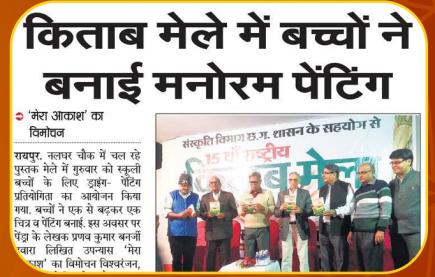 किताब मेले में बच्चों ने
बनाई मनोरम पेंटिंग
'मेरा आकाश' का
विमोचन
रायपुर. नलघर चौक में चल रहे
पुस्तक मेले में गुरुवार को स्कूली
बच्चों के लिए ड्राइंग- पेंटिंग
प्रतियोगिता का आयोजन किया
गया. बच्चों ने एक से बढ़कर एक
चित्र व पेंटिंग बनाई. इस अवसर पर
पेंड्रा के लेखक प्रणव कुमार बनर्जी
द्वारा लिखित उपन्यास 'मेरा
आकाश' का विमोचन विश्वरंजन,
संस्कृति विभाग छ.ग. शासन के सहयोग से
15 वाँ राष्ट्रीय
किताब मेला